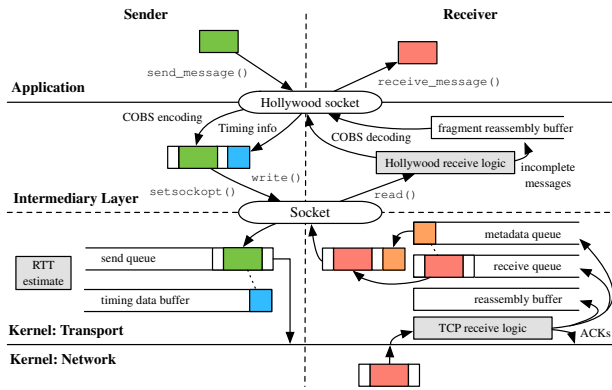 Sender
Receiver
send_message()
receive_message()
Application
Hollywood socket
COBS encoding
Timing info
COBS decoding
fragment reassembly buffer
Hollywood receive logic
incomplete
messages
write()
setsockopt()
read()
Intermediary Layer
Socket
metadata queue
RTT
estimate
send queue
receive queue
timing data buffer
reassembly buffer
Kernel: Transport
TCP receive logic
ACKs
Kernel: Network